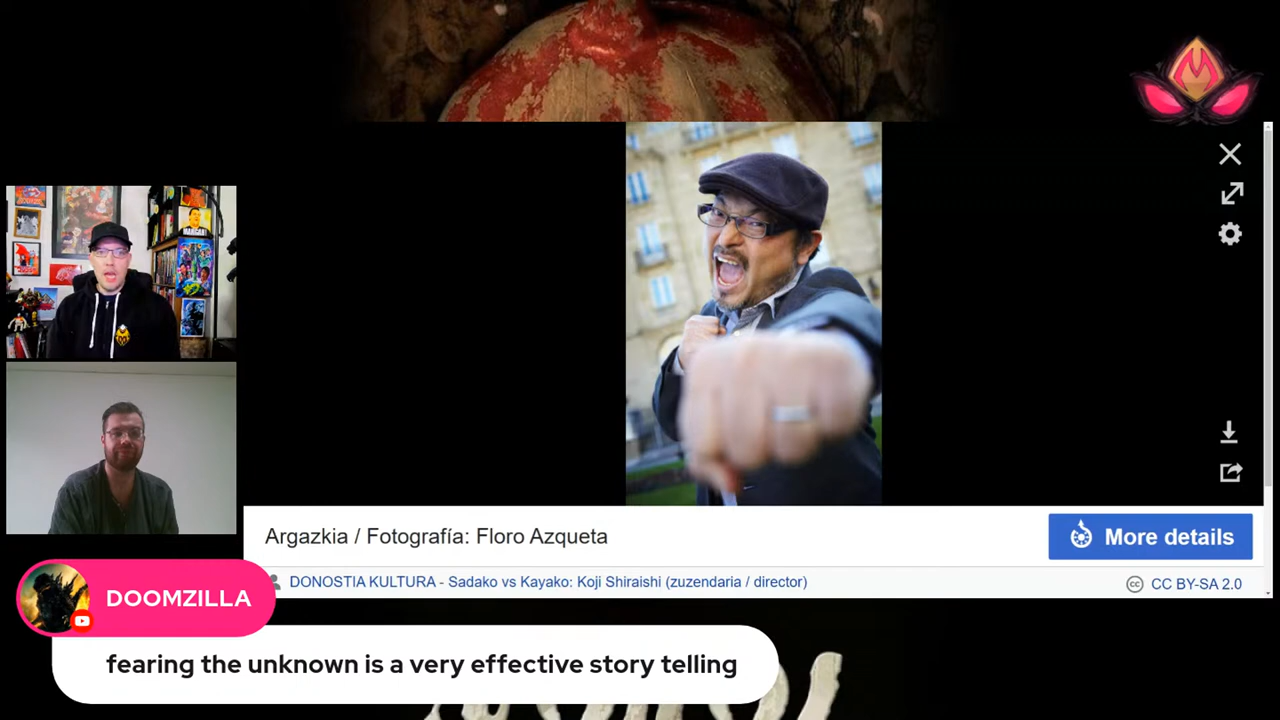 Argazkia / Fotografía: Floro Azqueta
More details
DONOSTIA KULTURA - Sadako vs Kayako: Koji Shiraishi (zuzendaria / director)
CC BY-SA 2.0
DOOMZILLA
fearing the unknown is a very effective story telling